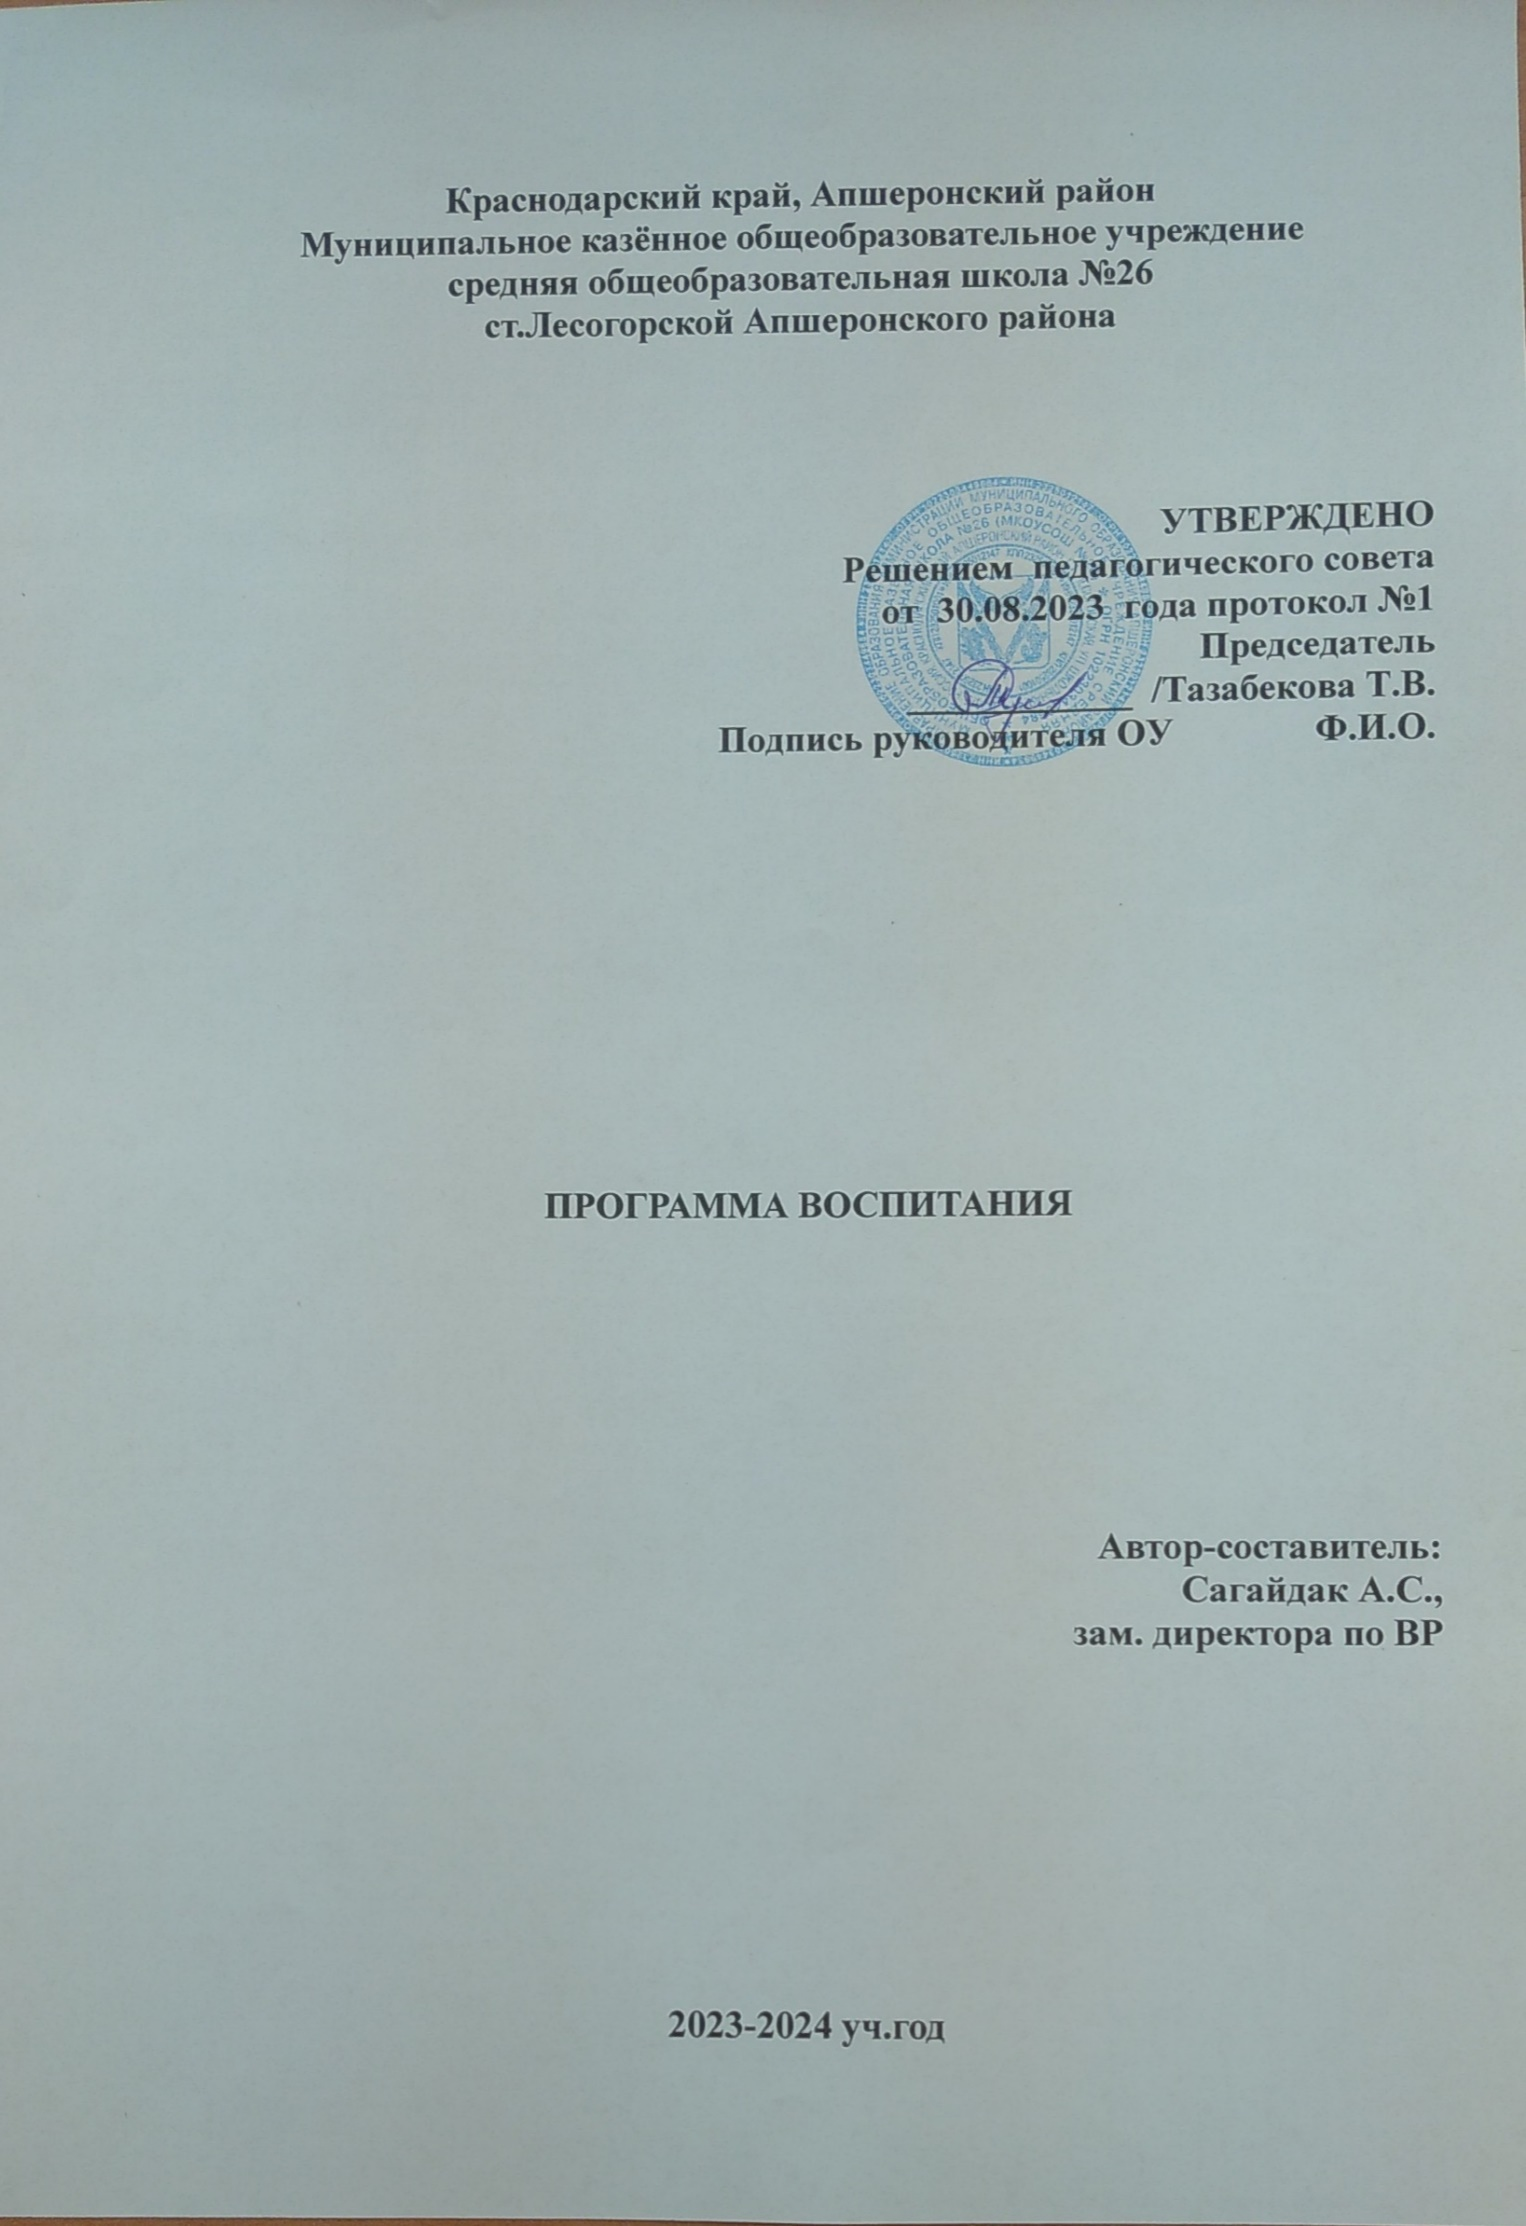 Краснодарский край, Апшеронский район
Муниципальное казённое общеобразовательное учреждение
средняя общеобразовательная школа №26
ст.Лесогорской Апшеронского района
УТВЕРЖДЕНО
Решением педагогического совета
от 30.08.2023 года протокол №1
Председатель
/Тазабекова Т.В.
Подпись руководителя ОУ Ф.И.О.
ПРОГРАММА ВОСПИТАНИЯ
Автор-составитель:
Сагайдак А.С.,
зам. директора по ВР
2023-2024 уч.год